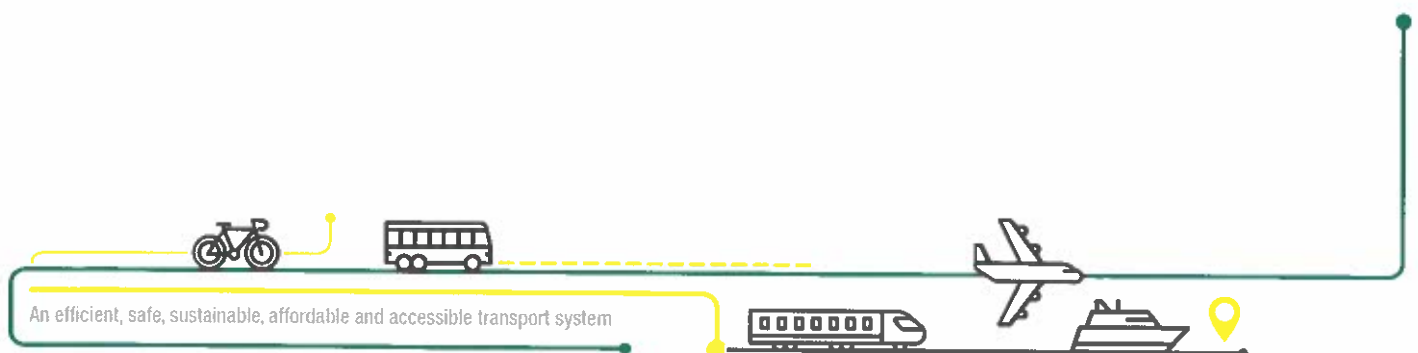 An efficient, safe, sustainable, affordable and accessible transport system